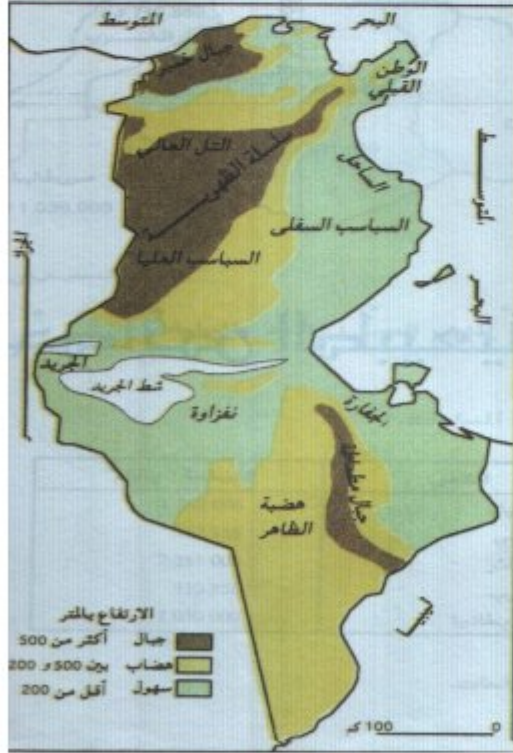 المتوسط
البحر
جبال خمير
الوطن
القبلي
التل العالي
سلسلة الظهرية
الساحل
المتوسط
السباسب السفلى
السباسب العليا
البحر
الجزائر
الجريد
شط الجريد
نفزاوة
الجفارة
جبال مطماطة
هضبة
الظاهر
الارتفاع بالمتر
جبال أكثر من 500
هضاب بين 500 و 200
سهول أقل من 200
100 كم 0